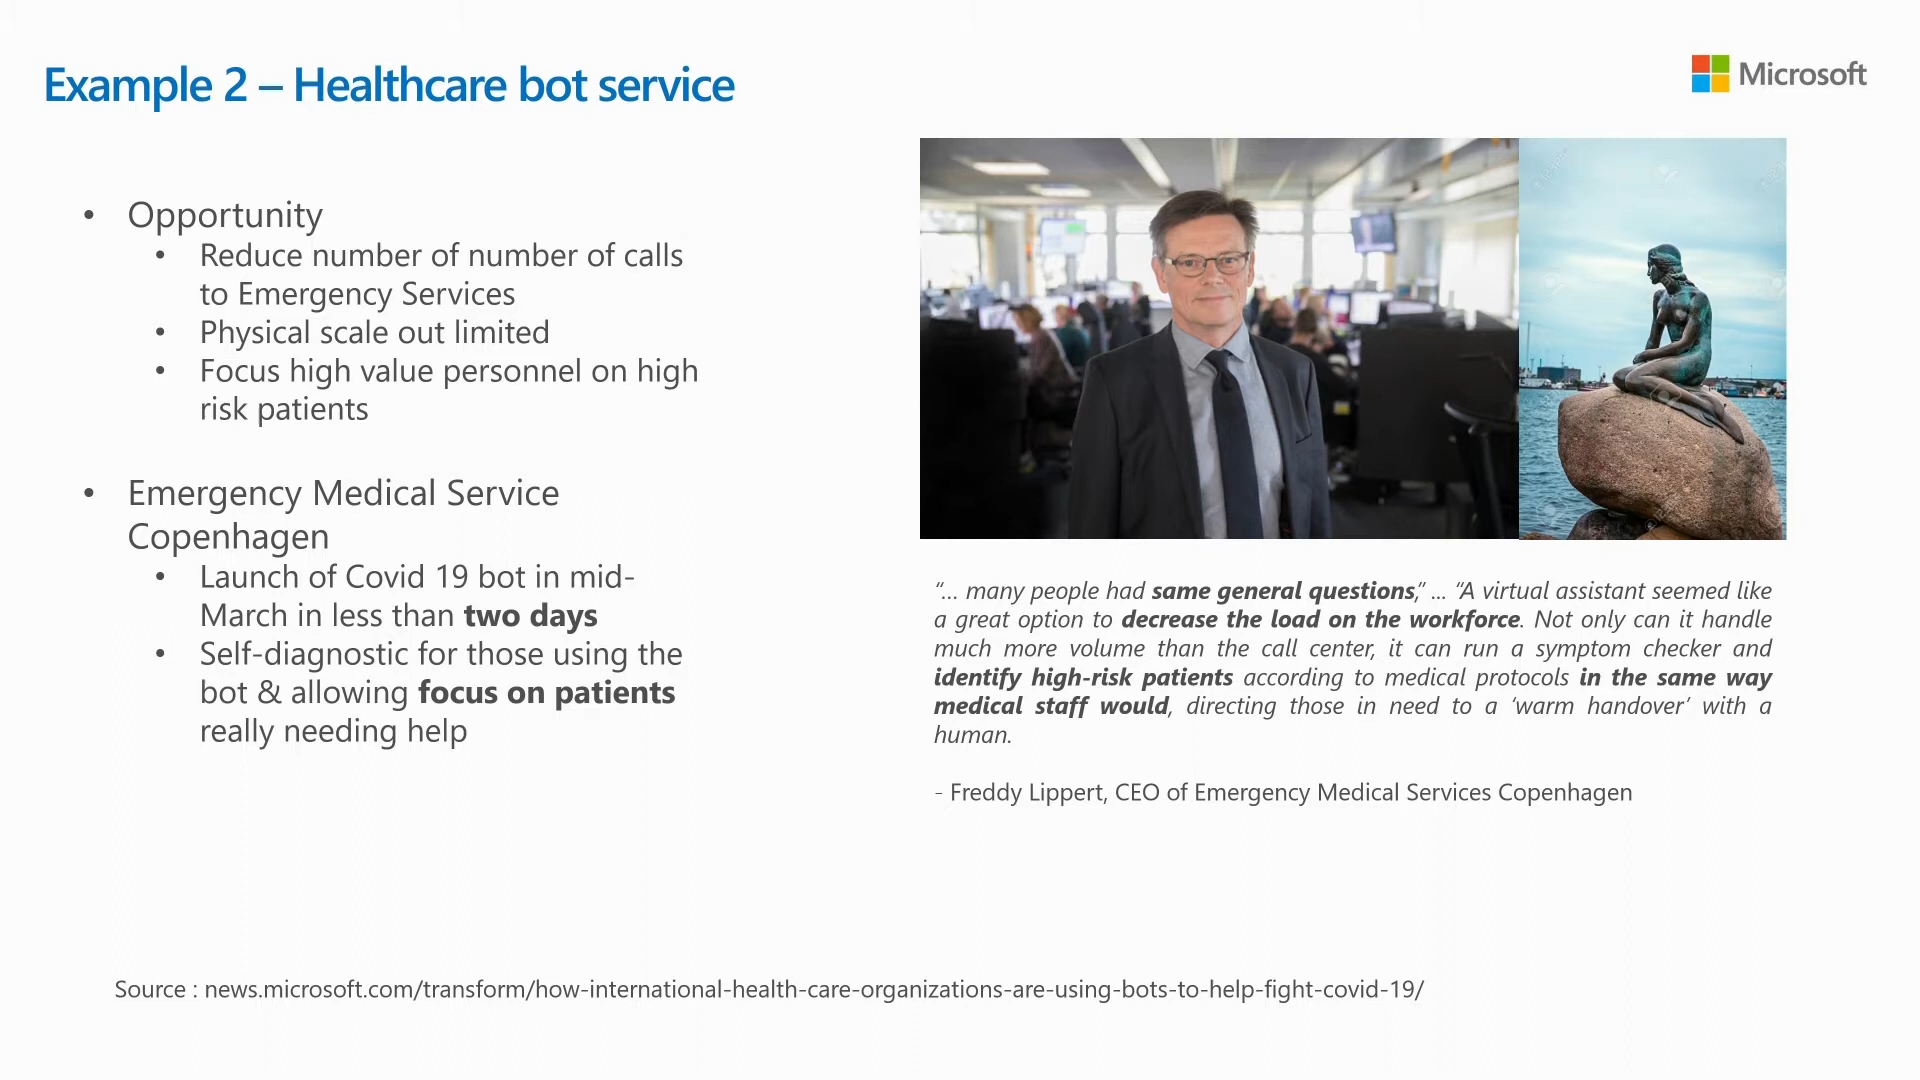 Example 2 – Healthcare bot service
Microsoft
• Opportunity
• Reduce number of number of calls
to Emergency Services
• Physical scale out limited
• Focus high value personnel on high
risk patients
• Emergency Medical Service
Copenhagen
• Launch of Covid 19 bot in mid-
March in less than two days
• Self-diagnostic for those using the
bot & allowing focus on patients
really needing help
“... many people had same general questions,” ... “A virtual assistant seemed like
a great option to decrease the load on the workforce. Not only can it handle
much more volume than the call center, it can run a symptom checker and
identify high-risk patients according to medical protocols in the same way
medical staff would, directing those in need to a ‘warm handover’ with a
human.
- Freddy Lippert, CEO of Emergency Medical Services Copenhagen
Source : news.microsoft.com/transform/how-international-health-care-organizations-are-using-bots-to-help-fight-covid-19/